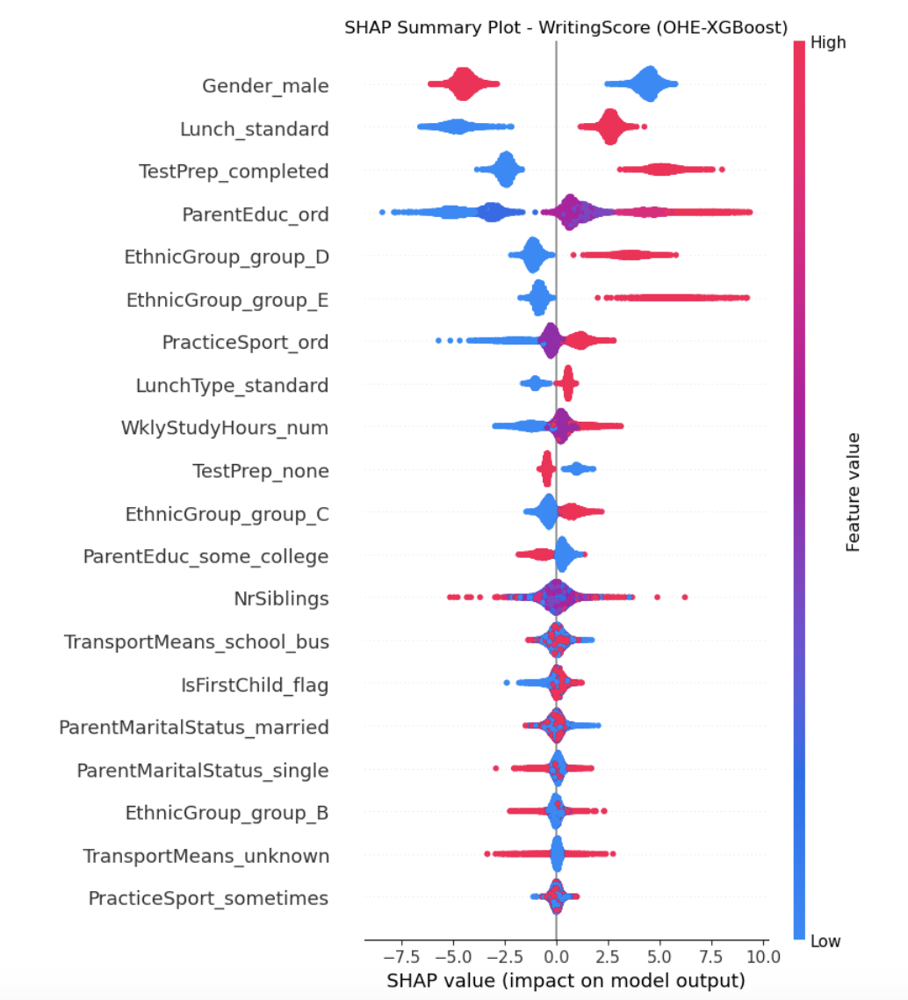 SHAP Summary Plot - WritingScore (OHE-XGBoost)
High
Gender_male
Lunch_standard
TestPrep_completed
ParentEduc_ord
EthnicGroup_group_D
EthnicGroup_group_E
PracticeSport_ord
LunchType_standard
WklyStudyHours_num
TestPrep_none
EthnicGroup_group_C
ParentEduc_some_college
NrSiblings
TransportMeans_school_bus
IsFirstChild_flag
ParentMaritalStatus_married
ParentMaritalStatus_single
EthnicGroup_group_B
TransportMeans_unknown
PracticeSport_sometimes
Feature value
Low
−7.5 −5.0 −2.5 0.0 2.5 5.0 7.5 10.0
SHAP value (impact on model output)